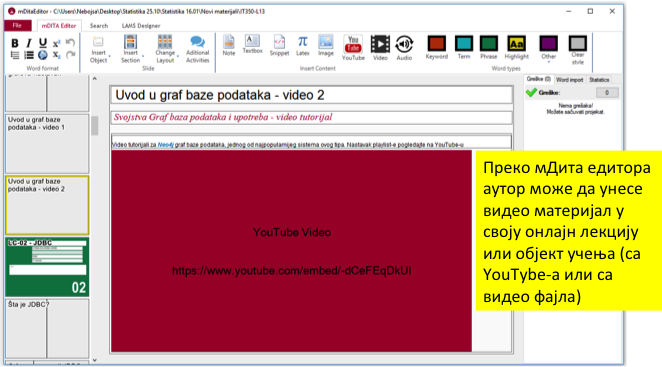 mDitaEditor - C:\Users\Nebojsa\Desktop\Statistika 25.10\Statistika 16.01\Novi materijali\IT350-L13
File mDITA Editor Search LAMS Designer
B I U x² x₂
Insert Object
Insert Section
Change Layout
Aditional Activities
Note Textbox Snippet Latex Image YouTube Video Audio
Keyword Term Phrase Highlight Other
Clear style
Word format Slide Insert Content Word types
Uvod u graf baze
podataka - video 1
Uvod u graf baze
podataka - video 2
LC-02 - JDBC
02
Šta je JDBC?
Uvod u graf baze podataka - video 2
Svojstva Graf baza podataka i upotreba - video tutorijal
Video tutorijali za Neo4j graf baze podataka, jednog od najpopularnijeg sistema ovog tipa. Nastavak playlist-e pogledajte na YouTube-u
YouTube Video
https://www.youtube.com/embed/-dCeFEqDkUI
Greške (0) Word import Statistics
Greške: 0
Nema grešaka!
Možete sačuvati projekat.
Преко мДита едитора
аутор може да унесе
видео материјал у
своју онлајн лекцију
или објект учења (са
YouTybe-а или са
видео фајла)